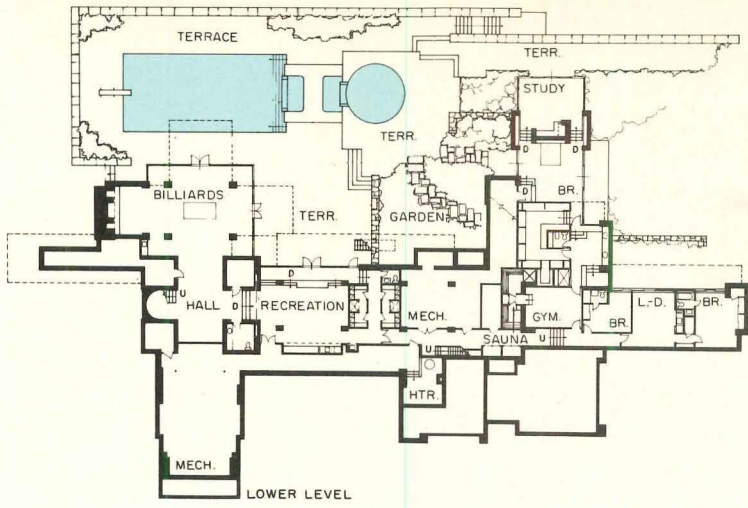 TERRACE
TERR.
STUDY
TERR.
D D
BILLIARDS
D BR.
TERR. GARDEN
D
U
HALL D RECREATION
MECH.
GYM.
BR. L.-D. BR.
SAUNA U
U
HTR.
MECH.
LOWER LEVEL